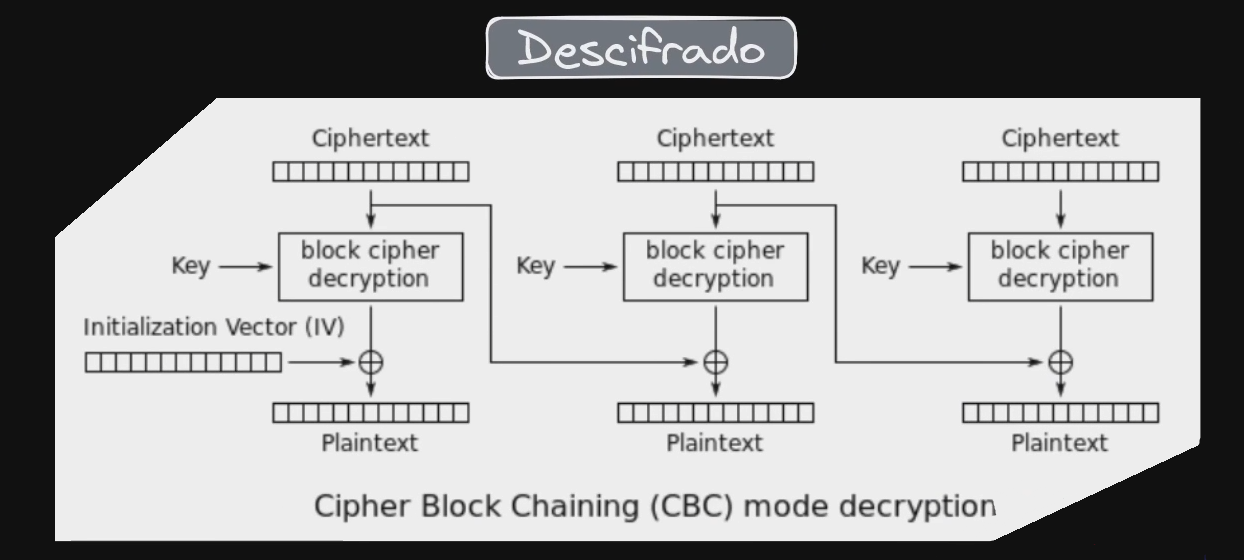 Descifrado
Ciphertext
Ciphertext
Ciphertext
block cipher
decryption
block cipher
decryption
block cipher
decryption
Key
Key
Key
Initialization Vector (IV)
Plaintext
Plaintext
Plaintext
Cipher Block Chaining (CBC) mode decryption